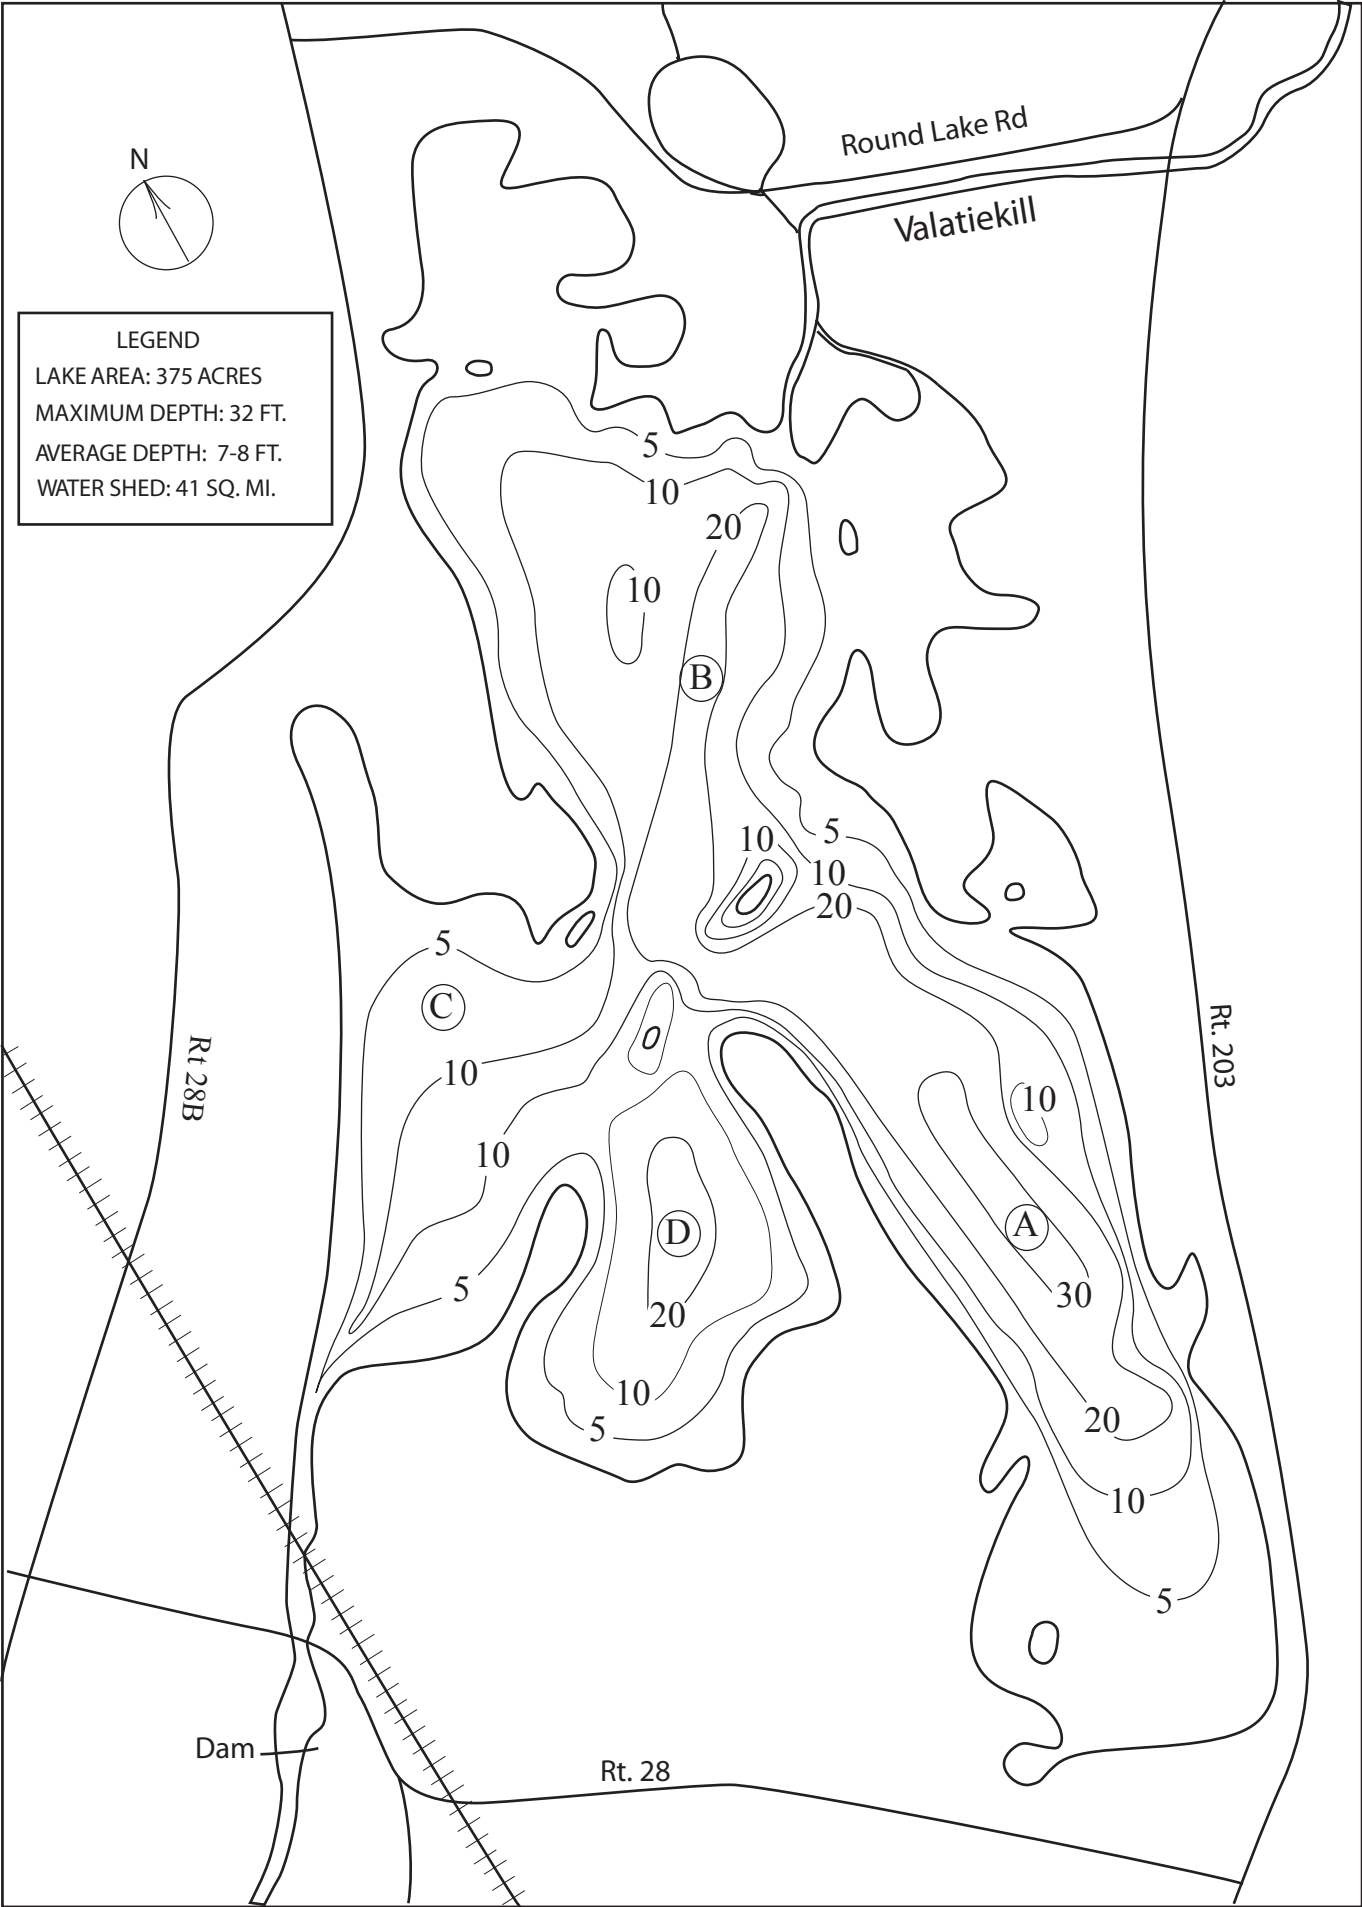 Round Lake Rd
N
Valatiekill
LEGEND
LAKE AREA: 375 ACRES
MAXIMUM DEPTH: 32 FT.
AVERAGE DEPTH: 7-8 FT.
WATER SHED: 41 SQ. MI.
5
10
20
10
B
5
10
10
20
5
C
Rt 28B
Rt. 203
10
10
10
A
D
5
30
20
10
20
5
10
5
Dam
Rt. 28